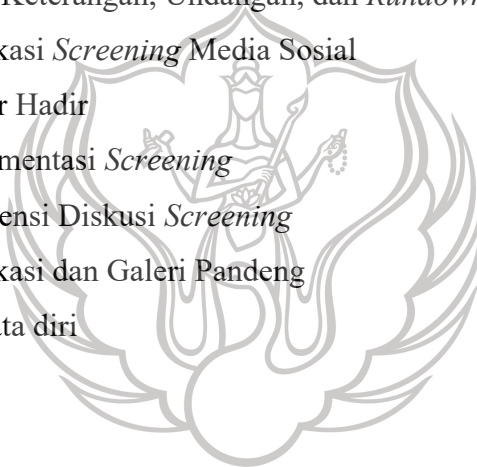 Keterangan, Undangan, dan Rundown
kasi Screening Media Sosial
r Hadir
mentasi Screening
ensi Diskusi Screening
kasi dan Galeri Pandeng
ata diri